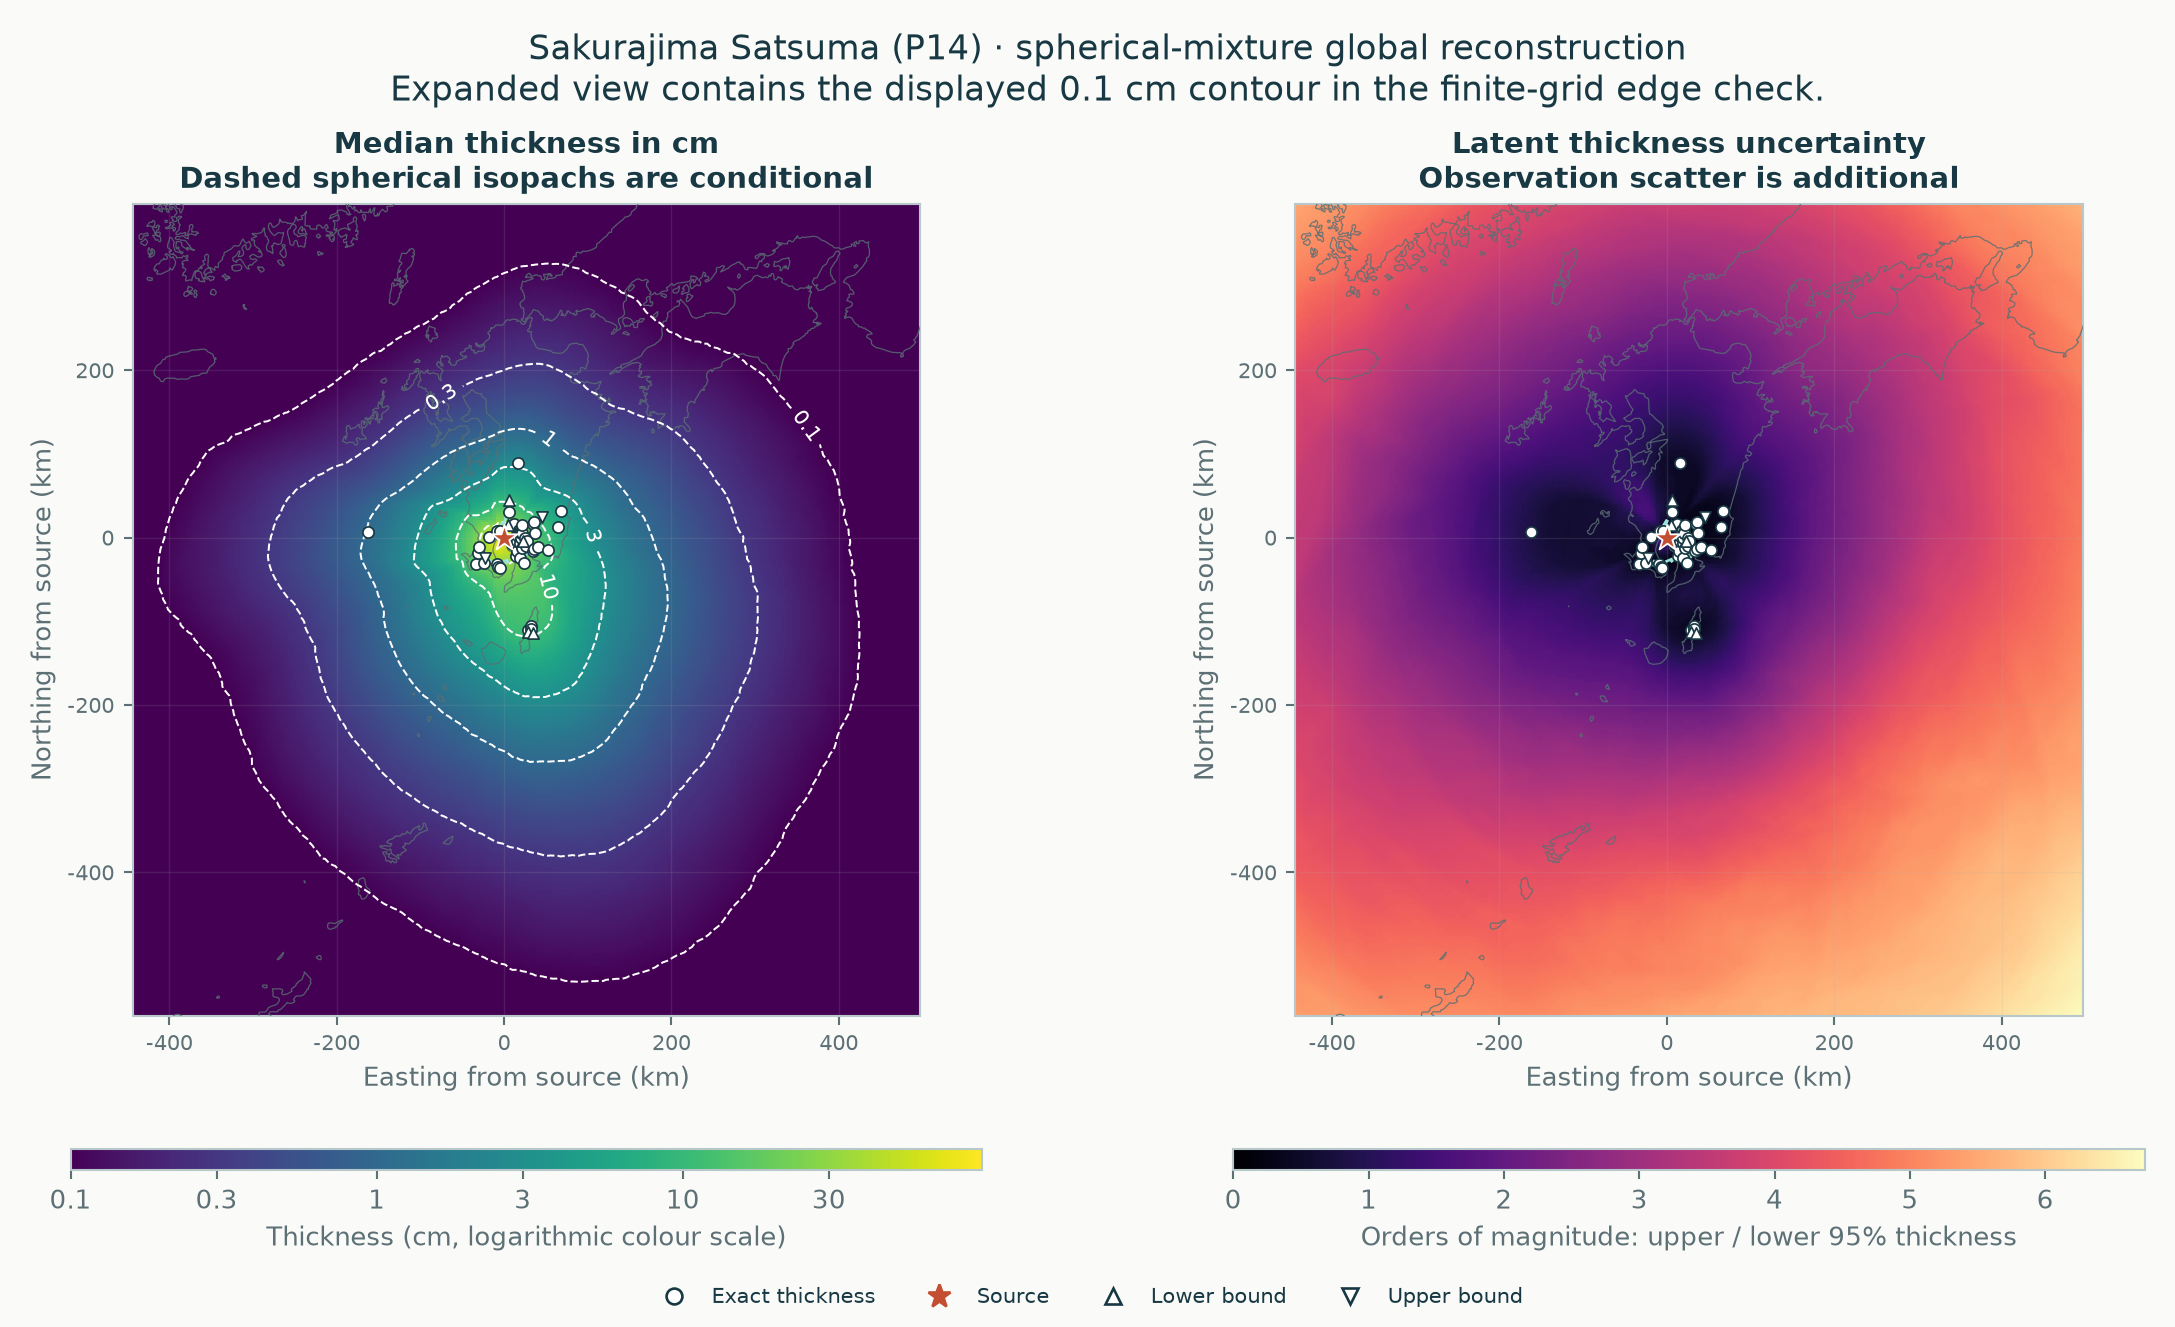 Sakurajima Satsuma (P14) · spherical-mixture global reconstruction
Expanded view contains the displayed 0.1 cm contour in the finite-grid edge check.
Median thickness in cm
Dashed spherical isopachs are conditional
Northing from source (km)
200
0
-200
-400
0.1
0.3
1
3
10
-400
-200
0
200
400
Easting from source (km)
0.1
0.3
1
3
10
30
Thickness (cm, logarithmic colour scale)
Latent thickness uncertainty
Observation scatter is additional
Northing from source (km)
200
0
-200
-400
-400
-200
0
200
400
Easting from source (km)
0
1
2
3
4
5
6
Orders of magnitude: upper / lower 95% thickness
Exact thickness
Source
Lower bound
Upper bound